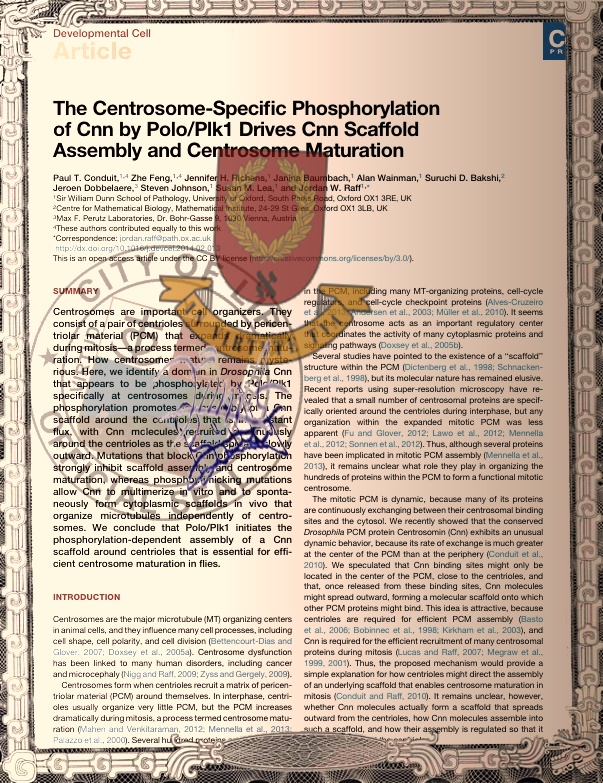 Developmental Cell
Article
The Centrosome-Specific Phosphorylation
of Cnn by Polo/Plk1 Drives Cnn Scaffold
Assembly and Centrosome Maturation
Paul T. Conduit,1,4 Zhe Feng,1,4 Jennifer H. Richens,1 Janina Baumbach,1 Alan Wainman,1 Suruchi D. Bakshi,2
Jeroen Dobbelaere,3 Steven Johnson,1 Susan M. Lea,1 and Jordan W. Raff1,*
1Sir William Dunn School of Pathology, University of Oxford, South Parks Road, Oxford OX1 3RE, UK
2Centre for Mathematical Biology, Mathematical Institute, 24-29 St Giles, Oxford OX1 3LB, UK
3Max F. Perutz Laboratories, Dr. Bohr-Gasse 9, 1030 Vienna, Austria
4These authors contributed equally to this work
*Correspondence: jordan.raff@path.ox.ac.uk
http://dx.doi.org/10.1016/j.devcel.2014.02.013
This is an open access article under the CC BY license (http://creativecommons.org/licenses/by/3.0/).
SUMMARY
Centrosomes are important cell organizers. They
consist of a pair of centrioles surrounded by pericen-
triolar material (PCM) that expands dramatically
during mitosis—a process termed centrosome matu-
ration. How centrosomes mature remains myste-
rious. Here, we identify a domain in Drosophila Cnn
that appears to be phosphorylated by Polo/Plk1
specifically at centrosomes during mitosis. The
phosphorylation promotes the assembly of a Cnn
scaffold around the centrioles that is in constant
flux, with Cnn molecules recruited continuously
around the centrioles as the scaffold spreads slowly
outward. Mutations that block Cnn phosphorylation
strongly inhibit scaffold assembly and centrosome
maturation, whereas phosphomimicking mutations
allow Cnn to multimerize in vitro and to sponta-
neously form cytoplasmic scaffolds in vivo that
organize microtubules independently of centro-
somes. We conclude that Polo/Plk1 initiates the
phosphorylation-dependent assembly of a Cnn
scaffold around centrioles that is essential for effi-
cient centrosome maturation in flies.
INTRODUCTION
Centrosomes are the major microtubule (MT) organizing centers
in animal cells, and they influence many cell processes, including
cell shape, cell polarity, and cell division (Bettencourt-Dias and
Glover, 2007; Doxsey et al., 2005a). Centrosome dysfunction
has been linked to many human disorders, including cancer
and microcephaly (Nigg and Raff, 2009; Zyss and Gergely, 2009).
Centrosomes form when centrioles recruit a matrix of pericen-
triolar material (PCM) around themselves. In interphase, centri-
oles usually organize very little PCM, but the PCM increases
dramatically during mitosis, a process termed centrosome matu-
ration (Mahen and Venkitaraman, 2012; Mennella et al., 2013;
Palazzo et al., 2000). Several hundred proteins
in the PCM, including many MT-organizing proteins, cell-cycle
regulators, and cell-cycle checkpoint proteins (Alves-Cruzeiro
et al., 2013; Andersen et al., 2003; Müller et al., 2010). It seems
that the centrosome acts as an important regulatory center
that coordinates the activity of many cytoplasmic proteins and
signaling pathways (Doxsey et al., 2005b).
Several studies have pointed to the existence of a "scaffold"
structure within the PCM (Dictenberg et al., 1998; Schnacken-
berg et al., 1998), but its molecular nature has remained elusive.
Recent reports using super-resolution microscopy have re-
vealed that a small number of centrosomal proteins are specif-
ically oriented around the centrioles during interphase, but any
organization within the expanded mitotic PCM was less
apparent (Fu and Glover, 2012; Lawo et al., 2012; Mennella
et al., 2012; Sonnen et al., 2012). Thus, although several proteins
have been implicated in mitotic PCM assembly (Mennella et al.,
2013), it remains unclear what role they play in organizing the
hundreds of proteins within the PCM to form a functional mitotic
centrosome.
The mitotic PCM is dynamic, because many of its proteins
are continuously exchanging between their centrosomal binding
sites and the cytosol. We recently showed that the conserved
Drosophila PCM protein Centrosomin (Cnn) exhibits an unusual
dynamic behavior, because its rate of exchange is much greater
at the center of the PCM than at the periphery (Conduit et al.,
2010). We speculated that Cnn binding sites might only be
located in the center of the PCM, close to the centrioles, and
that, once released from these binding sites, Cnn molecules
might spread outward, forming a molecular scaffold onto which
other PCM proteins might bind. This idea is attractive, because
centrioles are required for efficient PCM assembly (Basto
et al., 2006; Bobinnec et al., 1998; Kirkham et al., 2003), and
Cnn is required for the efficient recruitment of many centrosomal
proteins during mitosis (Lucas and Raff, 2007; Megraw et al.,
1999, 2001). Thus, the proposed mechanism would provide a
simple explanation for how centrioles might direct the assembly
of an underlying scaffold that enables centrosome maturation in
mitosis (Conduit and Raff, 2010). It remains unclear, however,
whether Cnn molecules actually form a scaffold that spreads
outward from the centrioles, how Cnn molecules assemble into
such a scaffold, and how their assembly is regulated so that it